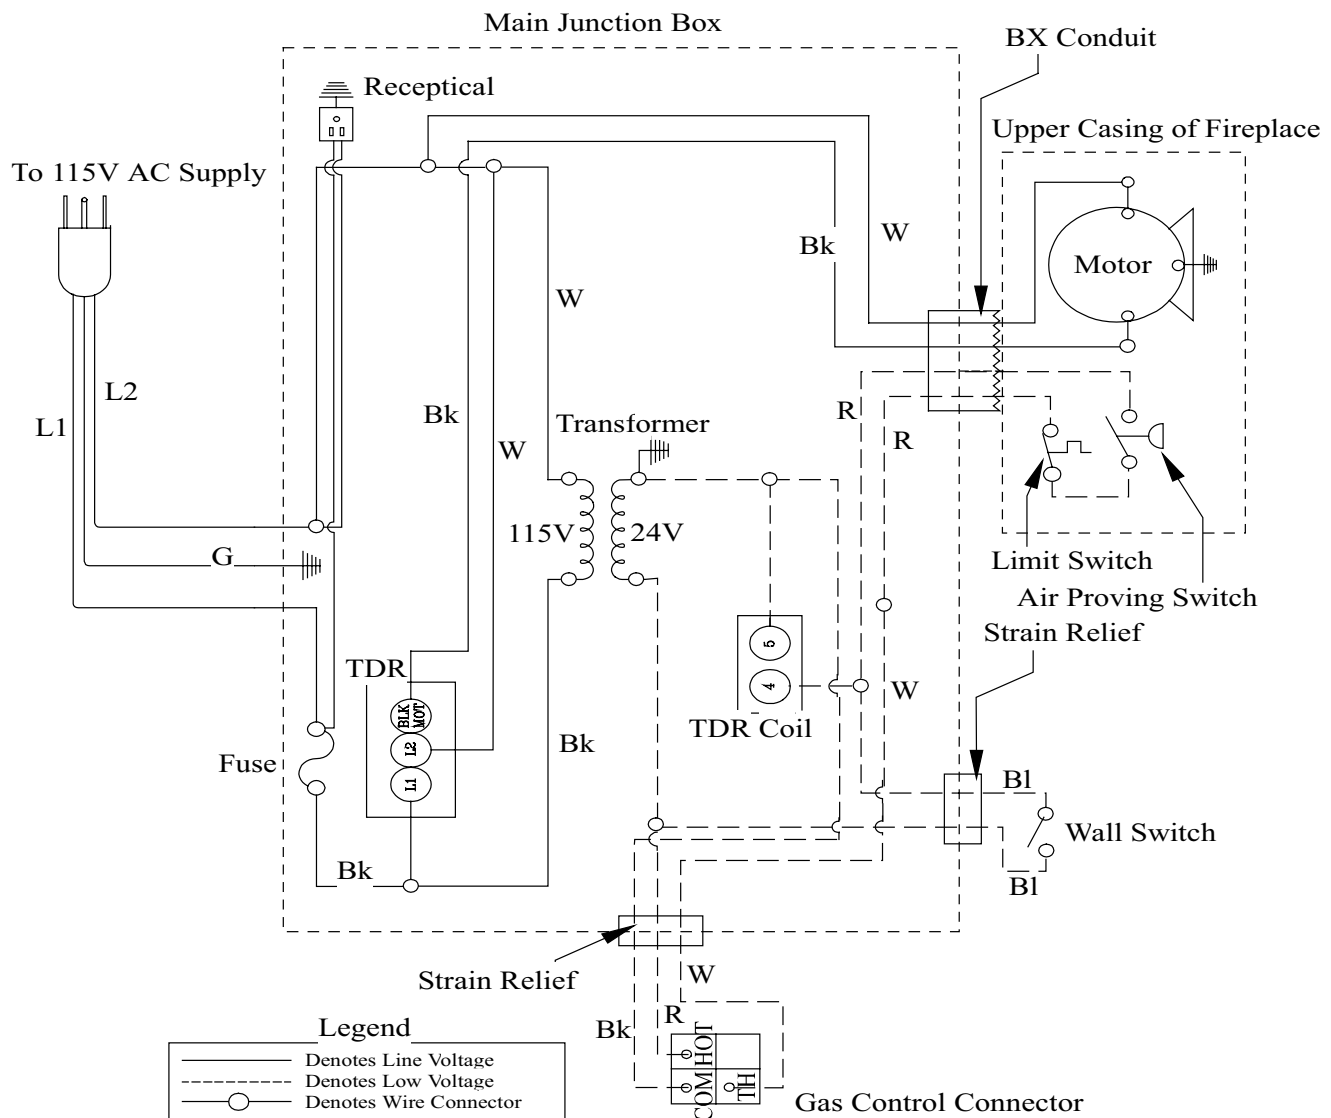 Main Junction Box
BX Conduit
Receptical
Upper Casing of Fireplace
To 115V AC Supply
W
Bk
Motor
W
L2
L1
Bk
W
Transformer
R
R
115V
24V
G
Limit Switch
Air Proving Switch
Strain Relief
TDR
5
4
W
BLK
MOT
L2
L1
TDR Coil
Bk
Fuse
Bl
Wall Switch
Bk
Bl
Strain Relief
W
R
Bk
HOT
COM
TH
Gas Control Connector
Legend
Denotes Line Voltage
Denotes Low Voltage
Denotes Wire Connector